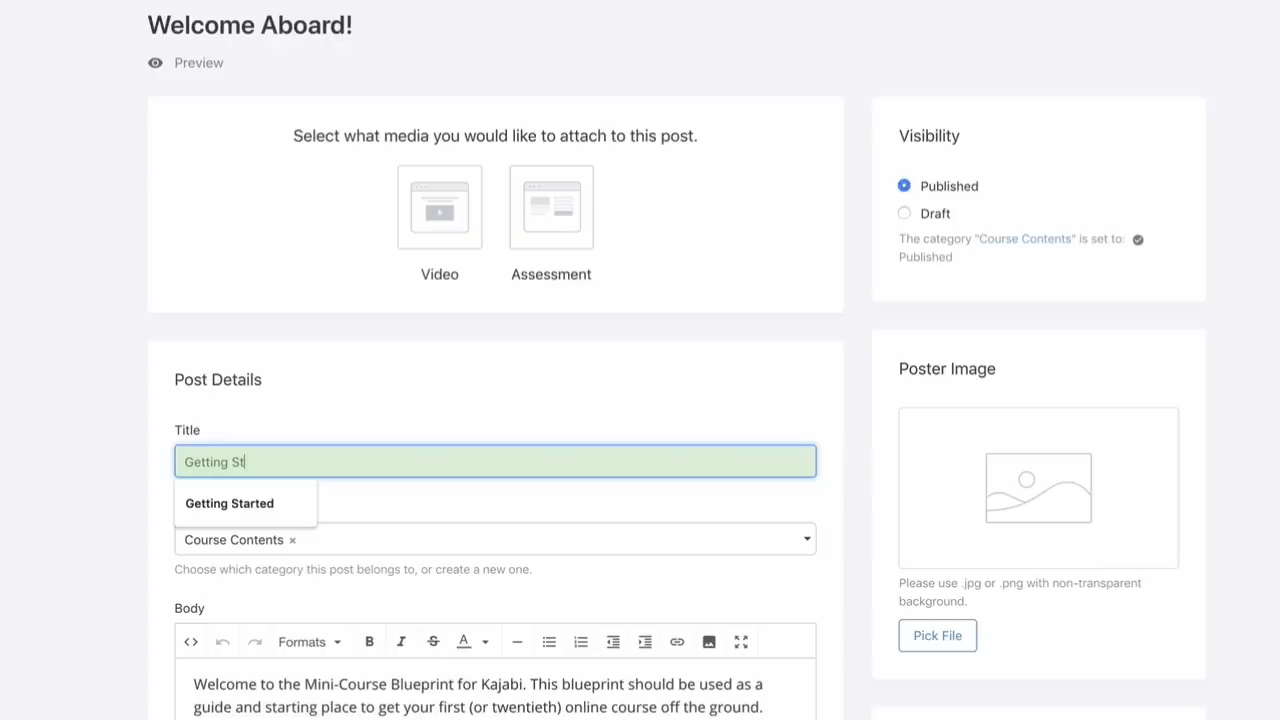 Welcome Aboard!
Preview
Select what media you would like to attach to this post.
Video
Assessment
Post Details
Title
Getting St
Getting Started
Course Contents ×
Choose which category this post belongs to, or create a new one.
Body
Formats
B I S A
Welcome to the Mini-Course Blueprint for Kajabi. This blueprint should be used as a
guide and starting place to get your first (or twentieth) online course off the ground.
Visibility
Published
Draft
The category "Course Contents" is set to:
Published
Poster Image
Please use .jpg or .png with non-transparent
background.
Pick File